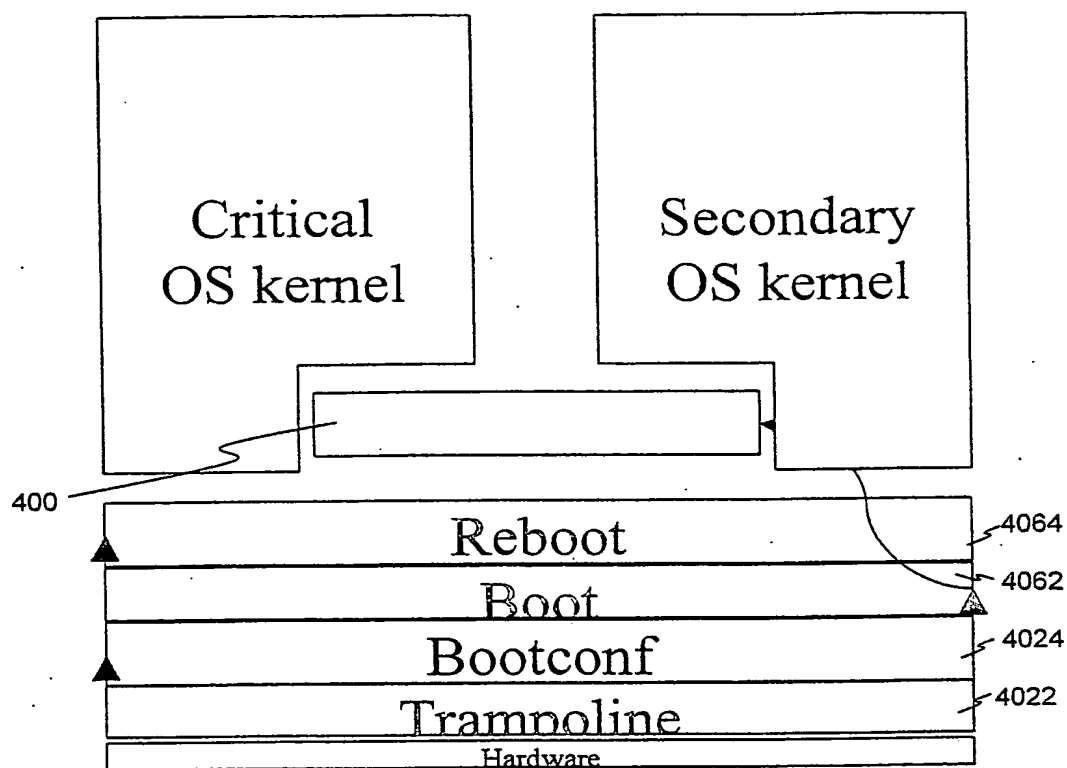 Critical
OS kernel
Secondary
OS kernel
400
Reboot
4064
Boot
4062
Bootconf
4024
Trampoline
4022
Hardware